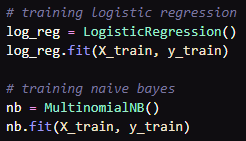 # training logistic regression
log_reg = LogisticRegression()
log_reg.fit(X_train, y_train)
# training naive bayes
nb = MultinomialNB()
nb.fit(X_train, y_train)